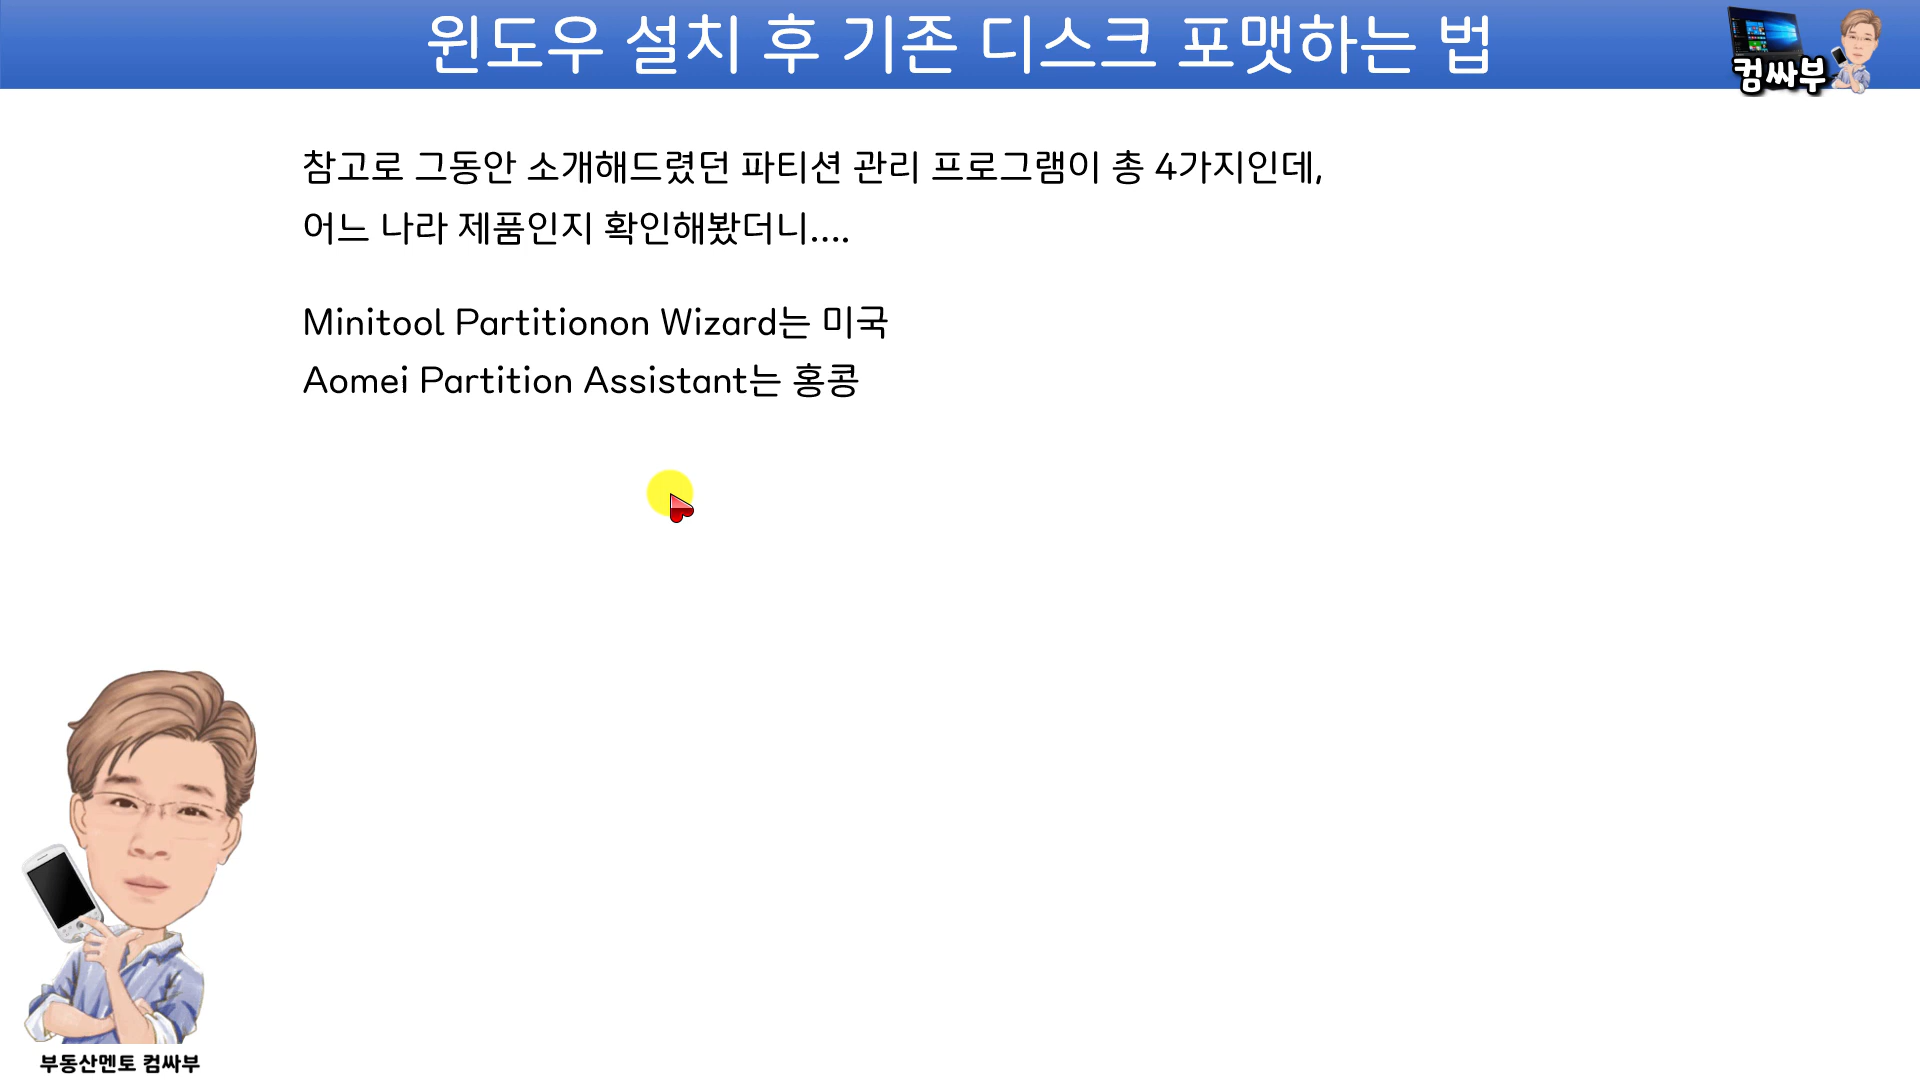 윈도우 설치 후 기존 디스크 포맷하는 법
컴싸부
참고로 그동안 소개해드렸던 파티션 관리 프로그램이 총 4가지인데,
어느 나라 제품인지 확인해봤더니....
Minitool Partitionon Wizard는 미국
Aomei Partition Assistant는 홍콩
부동산멘토 컴싸부